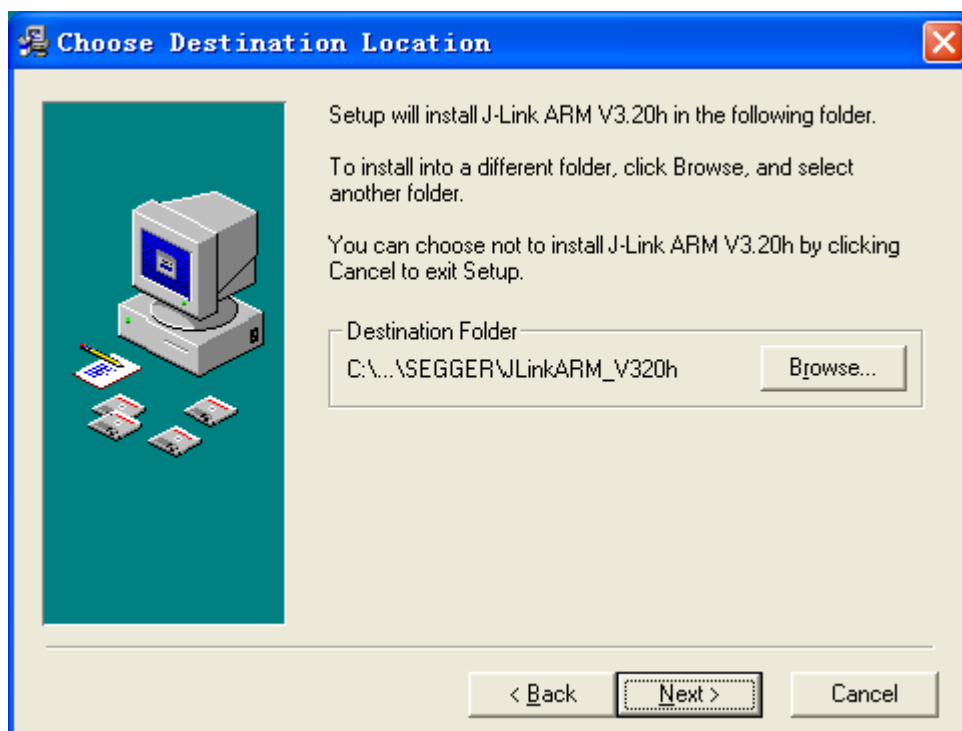 Choose Destination Location
Setup will install J-Link ARM V3.20h in the following folder.
To install into a different folder, click Browse, and select
another folder.
You can choose not to install J-Link ARM V3.20h by clicking
Cancel to exit Setup.
Destination Folder
C:\...\SEGGER\JLinkARM_V320h
Browse...
< Back
Next >
Cancel